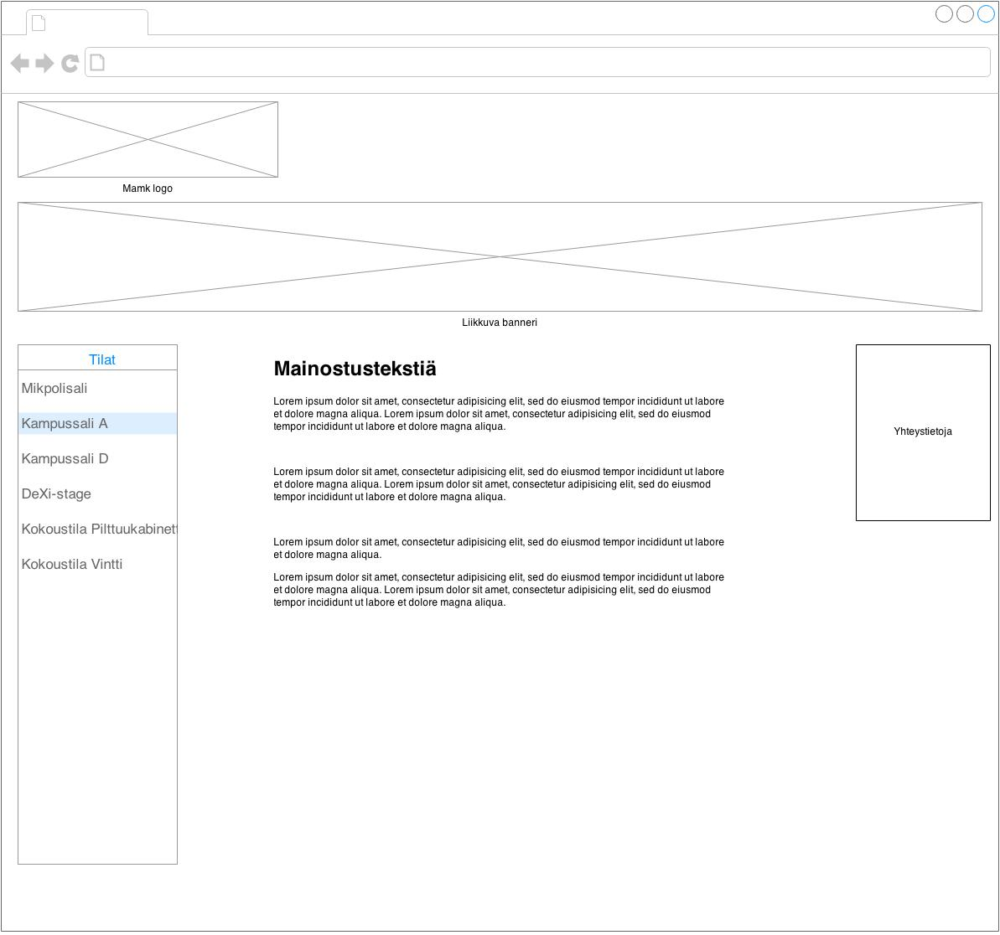 Mamk logo
Liikkuva banneri
Tilat
Mikpolisali
Kampussali A
Kampussali D
DeXi-stage
Kokoustila Pilttuukabinett
Kokoustila Vintti
Mainostustekstiä
Lorem ipsum dolor sit amet, consectetur adipisicing elit, sed do eiusmod tempor incididunt ut labore
et dolore magna aliqua. Lorem ipsum dolor sit amet, consectetur adipisicing elit, sed do eiusmod
tempor incididunt ut labore et dolore magna aliqua.
Lorem ipsum dolor sit amet, consectetur adipisicing elit, sed do eiusmod tempor incididunt ut labore
et dolore magna aliqua. Lorem ipsum dolor sit amet, consectetur adipisicing elit, sed do eiusmod
tempor incididunt ut labore et dolore magna aliqua.
Lorem ipsum dolor sit amet, consectetur adipisicing elit, sed do eiusmod tempor incididunt ut labore
et dolore magna aliqua.
Lorem ipsum dolor sit amet, consectetur adipisicing elit, sed do eiusmod tempor incididunt ut labore
et dolore magna aliqua. Lorem ipsum dolor sit amet, consectetur adipisicing elit, sed do eiusmod
tempor incididunt ut labore et dolore magna aliqua.
Yhteystietoja